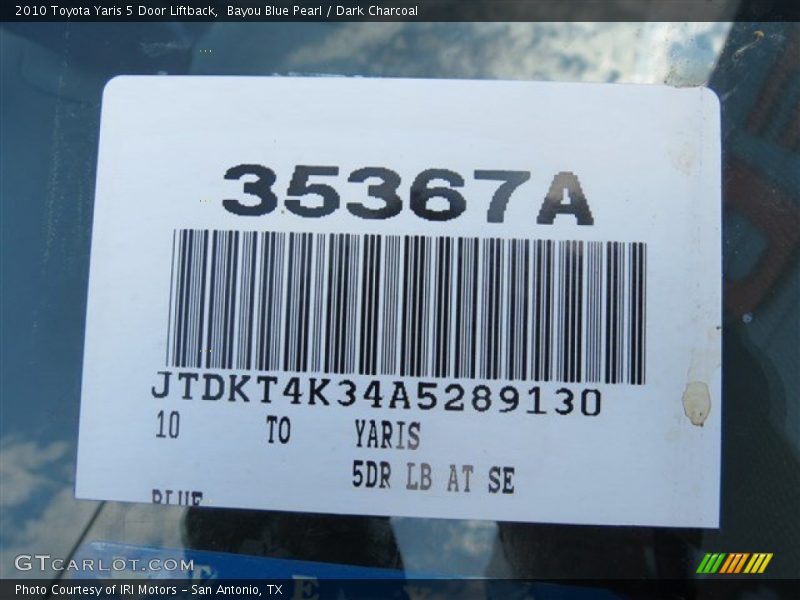 2010 Toyota Yaris 5 Door Liftback,  Bayou Blue Pearl / Dark Charcoal
35367A
JTDKT4K34A5289130
10 TO YARIS
5DR LB AT SE
BLUE
GTCARLOT.COM
Photo Courtesy of IRI Motors - San Antonio, TX